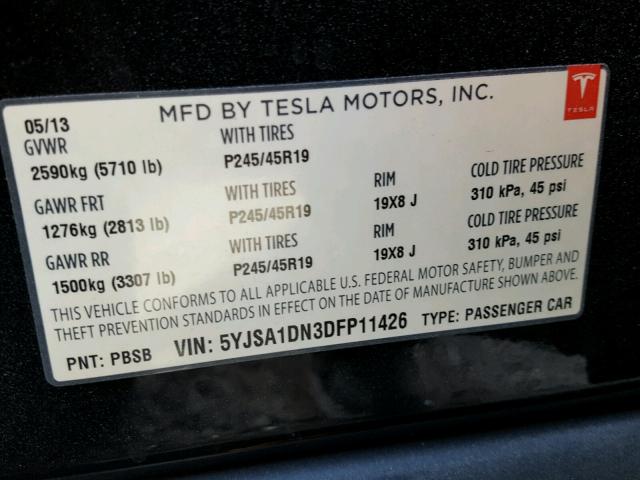 MFD BY TESLA MOTORS, INC.
TESLA
05/13
GVWR WITH TIRES
2590kg (5710 lb) P245/45R19 RIM COLD TIRE PRESSURE
GAWR FRT WITH TIRES 19X8 J 310 kPa, 45 psi
1276kg (2813 lb) P245/45R19 RIM COLD TIRE PRESSURE
GAWR RR WITH TIRES 19X8 J 310 kPa, 45 psi
1500kg (3307 lb) P245/45R19
THIS VEHICLE CONFORMS TO ALL APPLICABLE U.S. FEDERAL MOTOR SAFETY, BUMPER AND
THEFT PREVENTION STANDARDS IN EFFECT ON THE DATE OF MANUFACTURE SHOWN ABOVE.
PNT: PBSB VIN: 5YJSA1DN3DFP11426 TYPE: PASSENGER CAR